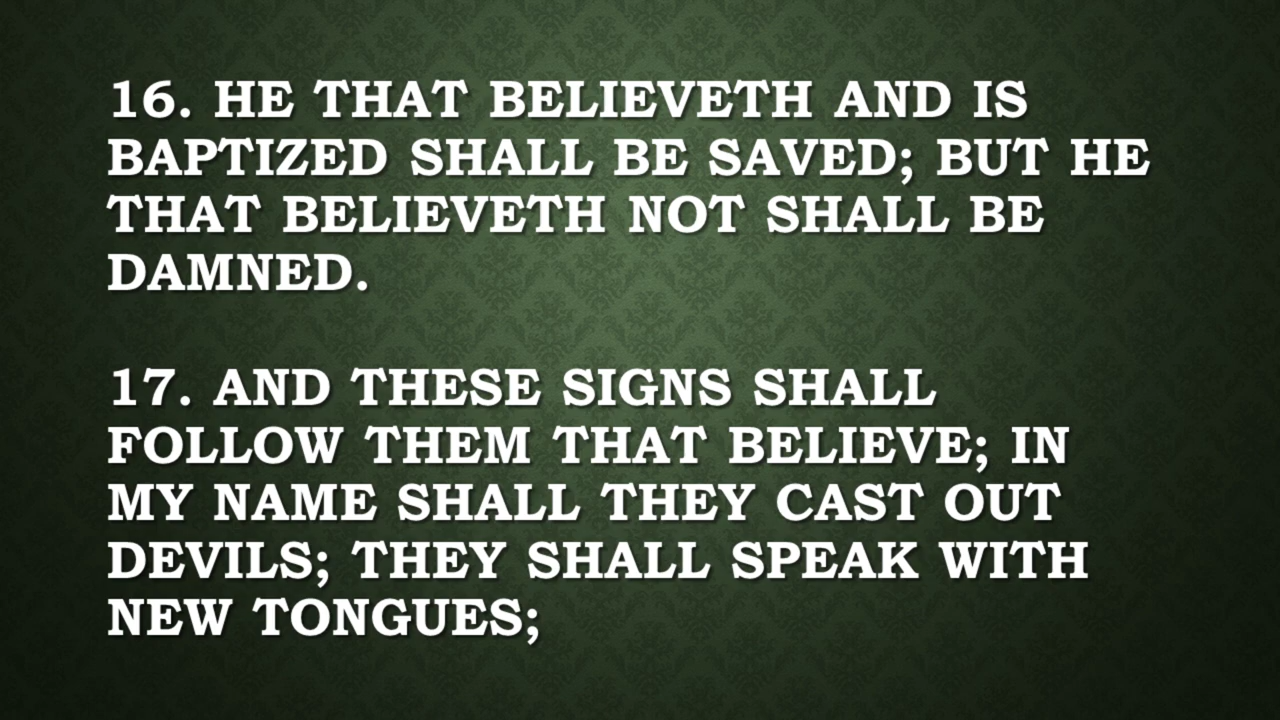 16. HE THAT BELIEVETH AND IS
BAPTIZED SHALL BE SAVED; BUT HE
THAT BELIEVETH NOT SHALL BE
DAMNED.
17. AND THESE SIGNS SHALL
FOLLOW THEM THAT BELIEVE; IN
MY NAME SHALL THEY CAST OUT
DEVILS; THEY SHALL SPEAK WITH
NEW TONGUES;